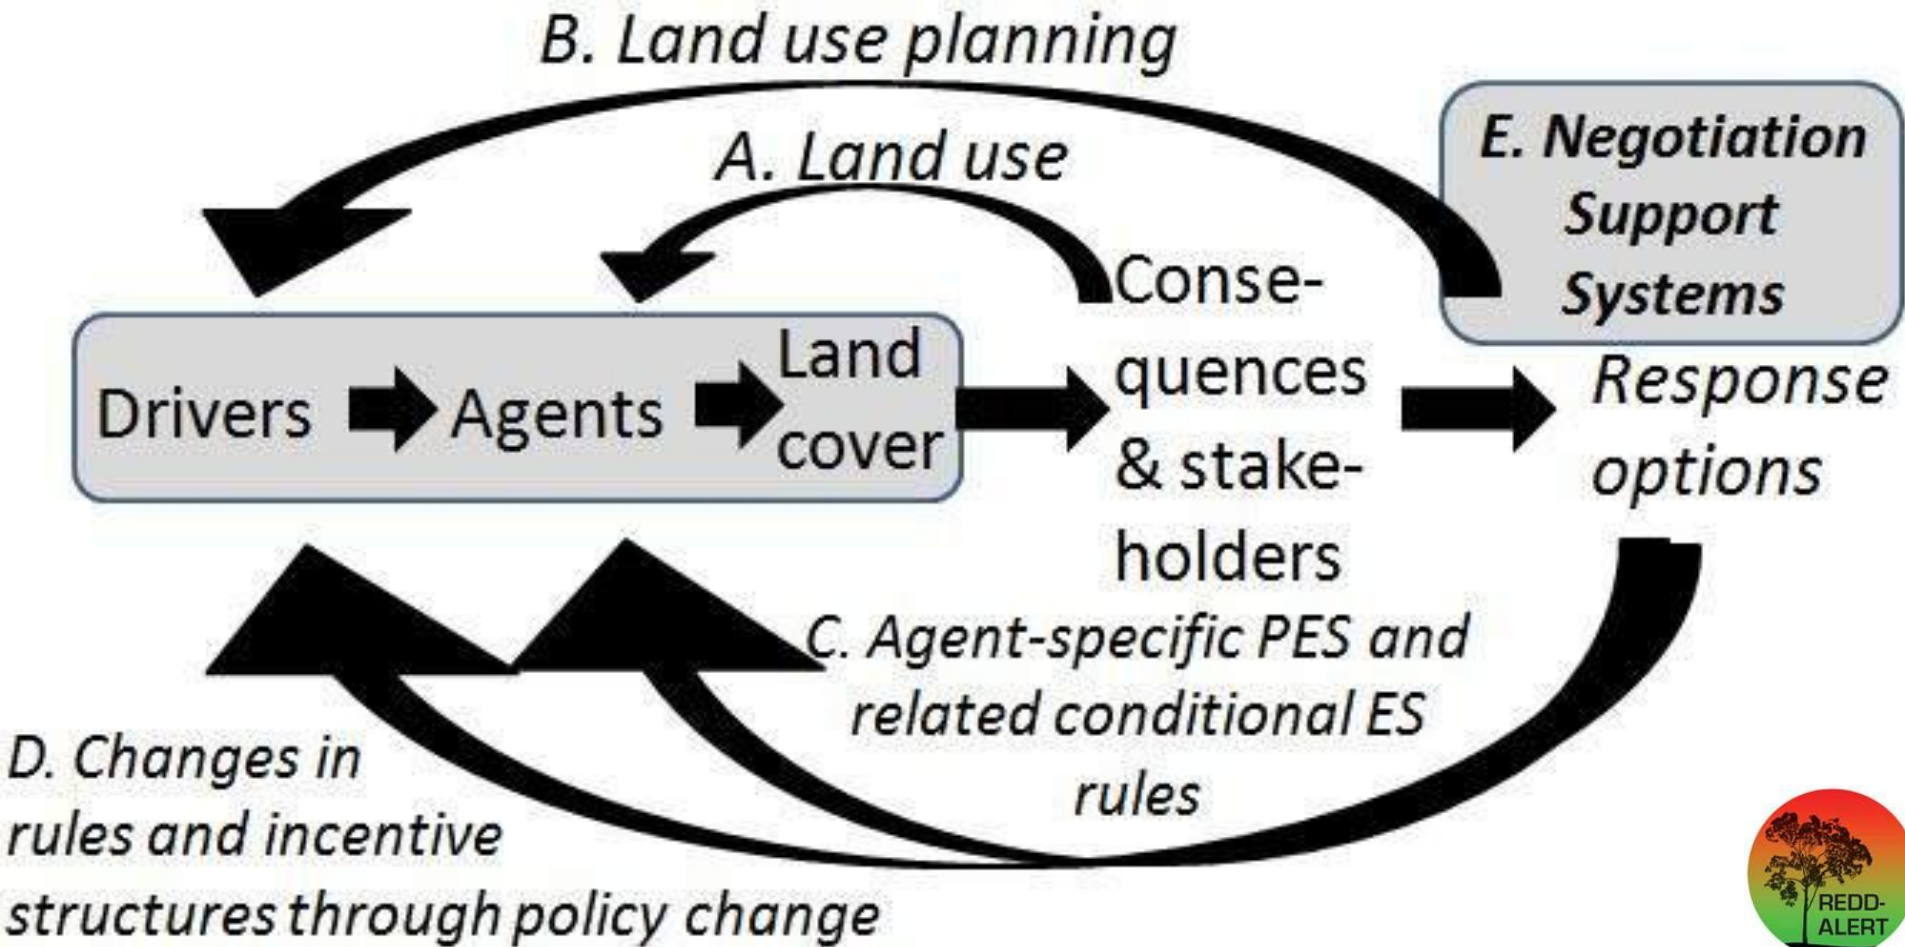 B. Land use planning
A. Land use
E. Negotiation
Support
Systems
Drivers
Agents
Land
cover
Conse-
quences
& stake-
holders
Response
options
C. Agent-specific PES and
related conditional ES
rules
D. Changes in
rules and incentive
structures through policy change
REDD-
ALERT